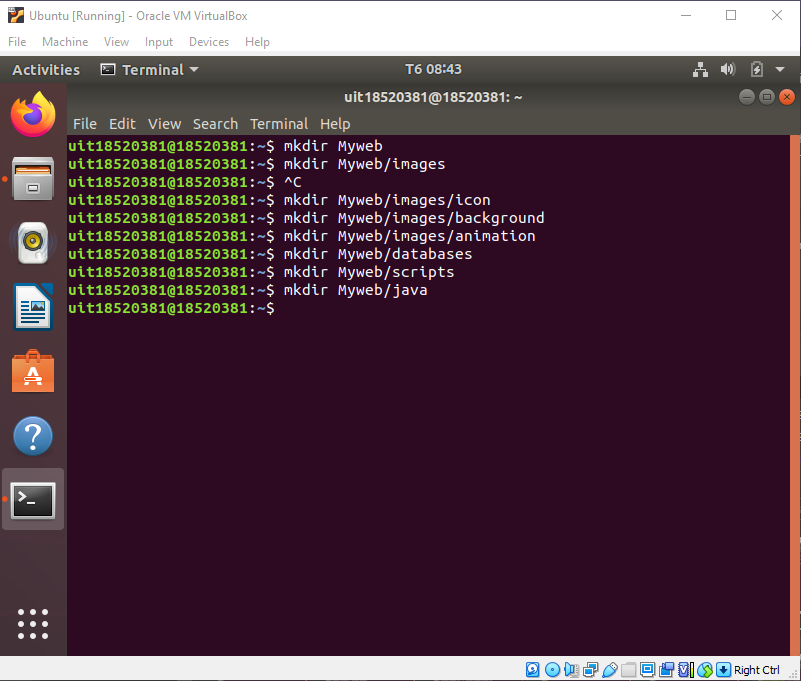 Ubuntu [Running] - Oracle VM VirtualBox
File Machine View Input Devices Help
Activities Terminal T6 08:43
uit18520381@18520381: ~
File Edit View Search Terminal Help
uit18520381@18520381:~$ mkdir Myweb
uit18520381@18520381:~$ mkdir Myweb/images
uit18520381@18520381:~$ ^C
uit18520381@18520381:~$ mkdir Myweb/images/icon
uit18520381@18520381:~$ mkdir Myweb/images/background
uit18520381@18520381:~$ mkdir Myweb/images/animation
uit18520381@18520381:~$ mkdir Myweb/databases
uit18520381@18520381:~$ mkdir Myweb/scripts
uit18520381@18520381:~$ mkdir Myweb/java
uit18520381@18520381:~$
Right Ctrl